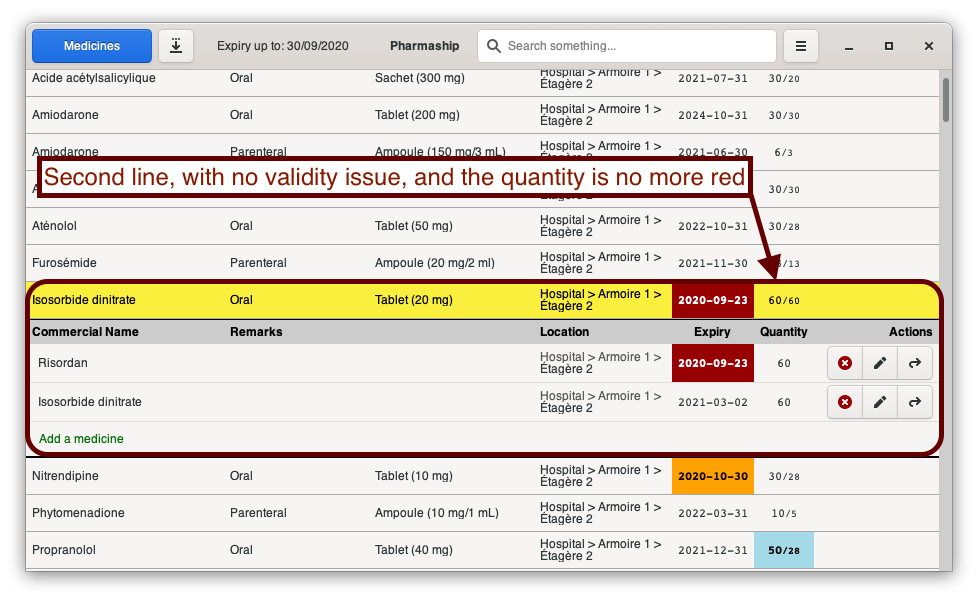 Medicines Expiry up to: 30/09/2020 Pharmaship Search something...
Acide acétylsalicylique Oral Sachet (300 mg) Hospital > Armoire 1 > 2021-07-31 30/20
Étagère 2
Amiodarone Oral Tablet (200 mg) Hospital > Armoire 1 > 2024-10-31 30/30
Étagère 2
Amiodarone Parenteral Ampoule (150 mg/3 mL) 2021-06-30 6/3
Second line, with no validity issue, and the quantity is no more red
30/30
Aténolol Oral Tablet (50 mg) Hospital > Armoire 1 > 2022-10-31 30/28
Étagère 2
Furosémide Parenteral Ampoule (20 mg/2 ml) Hospital > Armoire 1 > 2021-11-30 /13
Étagère 2
Isosorbide dinitrate Oral Tablet (20 mg) Hospital > Armoire 1 > 2020-09-23 60/60
Étagère 2
Commercial Name Remarks Location Expiry Quantity Actions
Risordan Hospital > Armoire 1 > 2020-09-23 60
Étagère 2
Isosorbide dinitrate Hospital > Armoire 1 > 2021-03-02 60
Étagère 2
Add a medicine
Nitrendipine Oral Tablet (10 mg) Hospital > Armoire 1 > 2020-10-30 30/28
Étagère 2
Phytomenadione Parenteral Ampoule (10 mg/1 mL) Hospital > Armoire 1 > 2022-03-31 10/5
Étagère 2
Propranolol Oral Tablet (40 mg) Hospital > Armoire 1 > 2021-12-31 50/28
Étagère 2